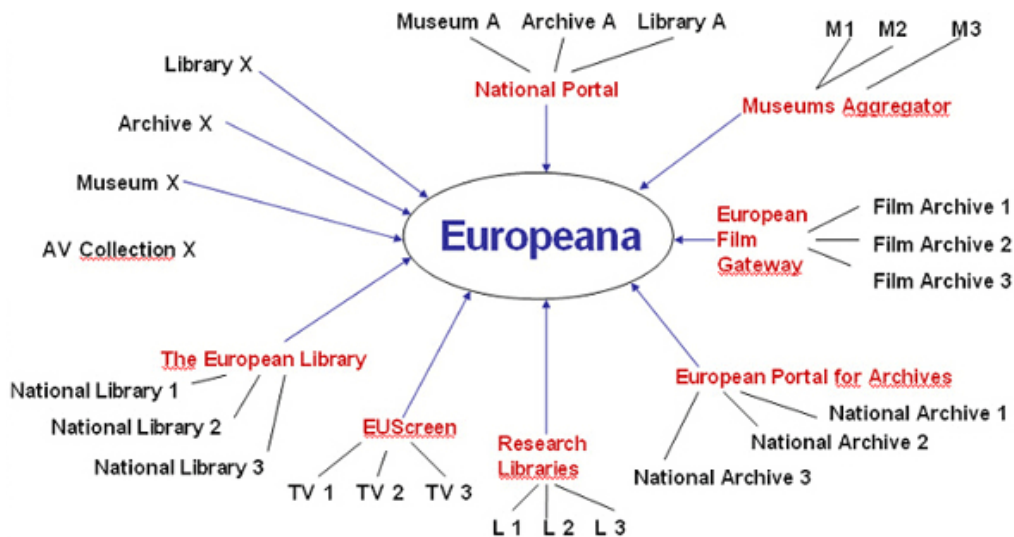 Museum A
Archive A
Library A
National Portal
M1
M2
M3
Museums Aggregator
Library X
Archive X
Museum X
AV Collection X
Europeana
European
Film
Gateway
Film Archive 1
Film Archive 2
Film Archive 3
The European Library
National Library 1
National Library 2
National Library 3
EUScreen
TV 1
TV 2
TV 3
Research
Libraries
L 1
L 2
L 3
European Portal for Archives
National Archive 1
National Archive 2
National Archive 3